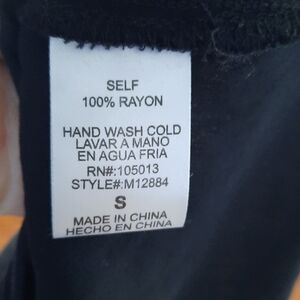 SELF
100% RAYON
HAND WASH COLD
LAVAR A MANO
EN AGUA FRIA
RN#:105013
STYLE#:M12884
S
MADE IN CHINA
HECHO EN CHINA